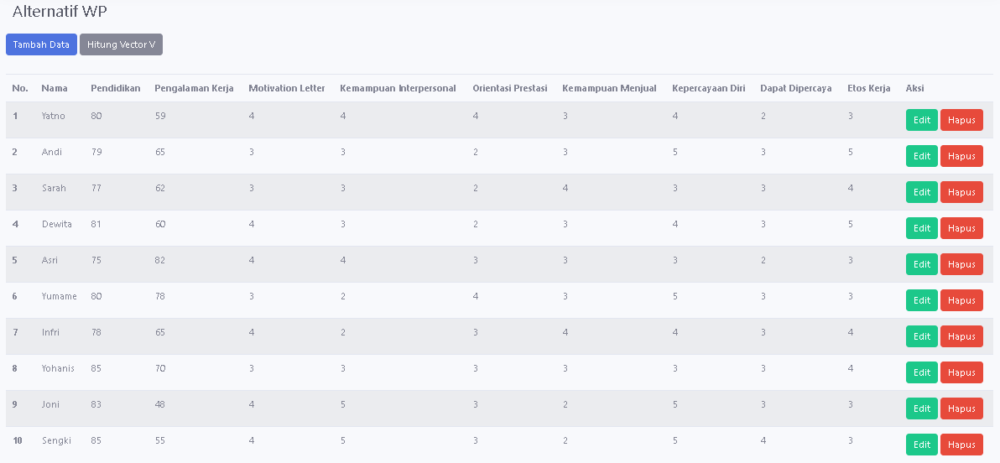 Alternatif WP
Tambah Data Hitung Vector V
No. Nama Pendidikan Pengalaman Kerja Motivation Letter Kemampuan Interpersonal Orientasi Prestasi Kemampuan Menjual Kepercayaan Diri Dapat Dipercaya Etos Kerja Aksi
1 Yatno 80 59 4 4 4 3 4 2 3 Edit Hapus
2 Andi 79 65 3 3 2 3 5 3 5 Edit Hapus
3 Sarah 77 62 3 3 2 4 3 3 4 Edit Hapus
4 Dewita 81 60 4 3 2 3 4 3 5 Edit Hapus
5 Asri 75 82 4 4 3 3 3 2 3 Edit Hapus
6 Yumame 80 78 3 2 4 3 5 3 3 Edit Hapus
7 Infri 78 65 4 2 3 4 4 3 4 Edit Hapus
8 Yohanis 85 70 3 3 3 3 3 3 4 Edit Hapus
9 Joni 83 48 4 5 3 2 5 3 3 Edit Hapus
10 Sengki 85 55 4 5 3 2 5 4 3 Edit Hapus